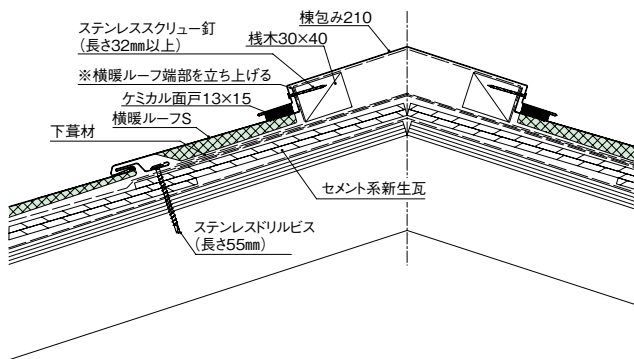 ステンレススクリュー釘
(長さ32mm以上)
棟包み210
桟木30×40
※横暖ルーフ端部を立ち上げる
ケミカル面戸13×15
横暖ルーフS
下葺材
セメント系新生瓦
ステンレスドリルビス
(長さ55mm)